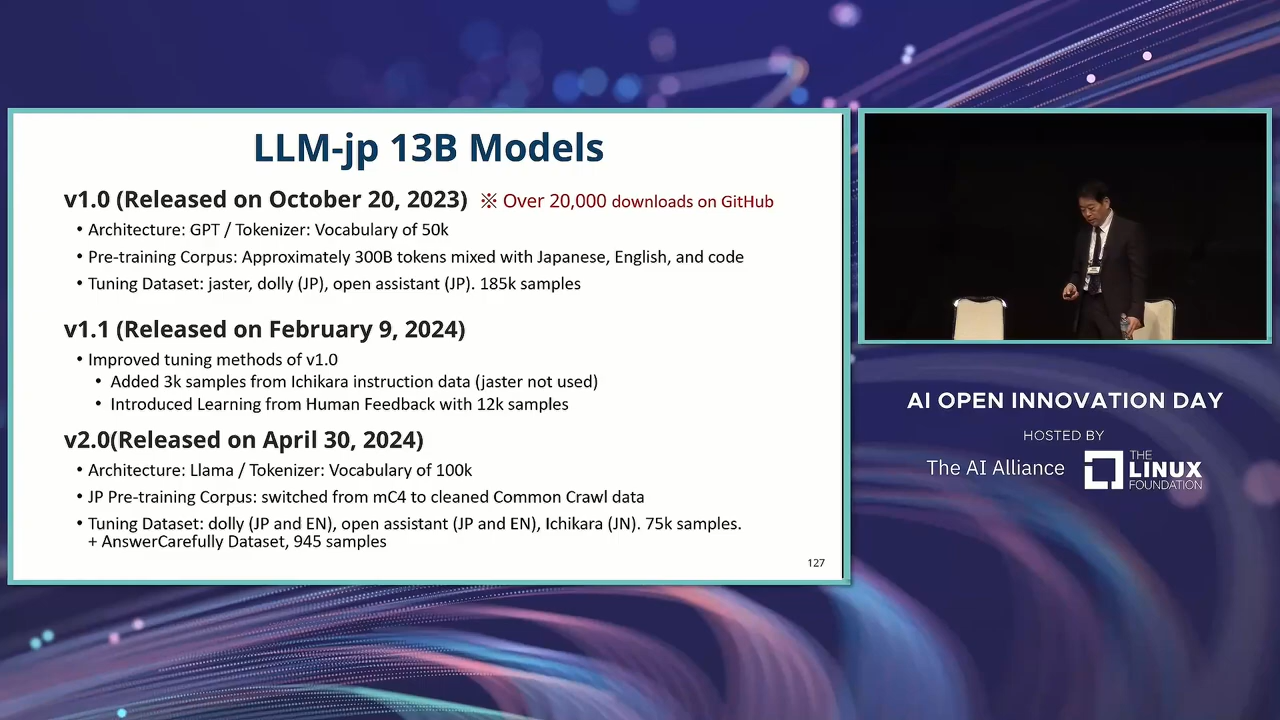 LLM-jp 13B Models
v1.0 (Released on October 20, 2023) ※ Over 20,000 downloads on GitHub
• Architecture: GPT / Tokenizer: Vocabulary of 50k
• Pre-training Corpus: Approximately 300B tokens mixed with Japanese, English, and code
• Tuning Dataset: jaster, dolly (JP), open assistant (JP). 185k samples
v1.1 (Released on February 9, 2024)
• Improved tuning methods of v1.0
• Added 3k samples from Ichikara instruction data (jaster not used)
• Introduced Learning from Human Feedback with 12k samples
v2.0(Released on April 30, 2024)
• Architecture: Llama / Tokenizer: Vocabulary of 100k
• JP Pre-training Corpus: switched from mC4 to cleaned Common Crawl data
• Tuning Dataset: dolly (JP and EN), open assistant (JP and EN), Ichikara (JN). 75k samples.
+ AnswerCarefully Dataset, 945 samples
127
AI OPEN INNOVATION DAY
HOSTED BY
The AI Alliance
THE
LINUX
FOUNDATION